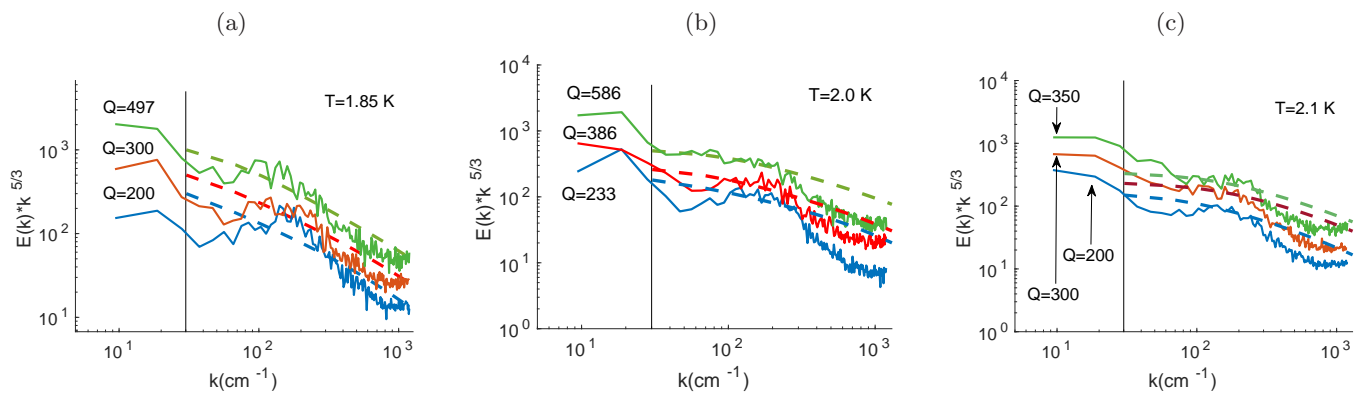 (a)
(b)
(c)
Q=497
Q=300
Q=200
T=1.85 K
E(k)*k 5/3
10 3
10 2
10 1
10 1
10 2
10 3
k(cm -1)
Q=586
Q=386
Q=233
T=2.0 K
E(k)*k 5/3
10 4
10 3
10 2
10 1
10 0
10 1
10 2
10 3
k(cm -1)
Q=350
T=2.1 K
Q=200
Q=300
E(k)*k 5/3
10 4
10 3
10 2
10 1
10 0
10 1
10 2
10 3
k(cm -1)